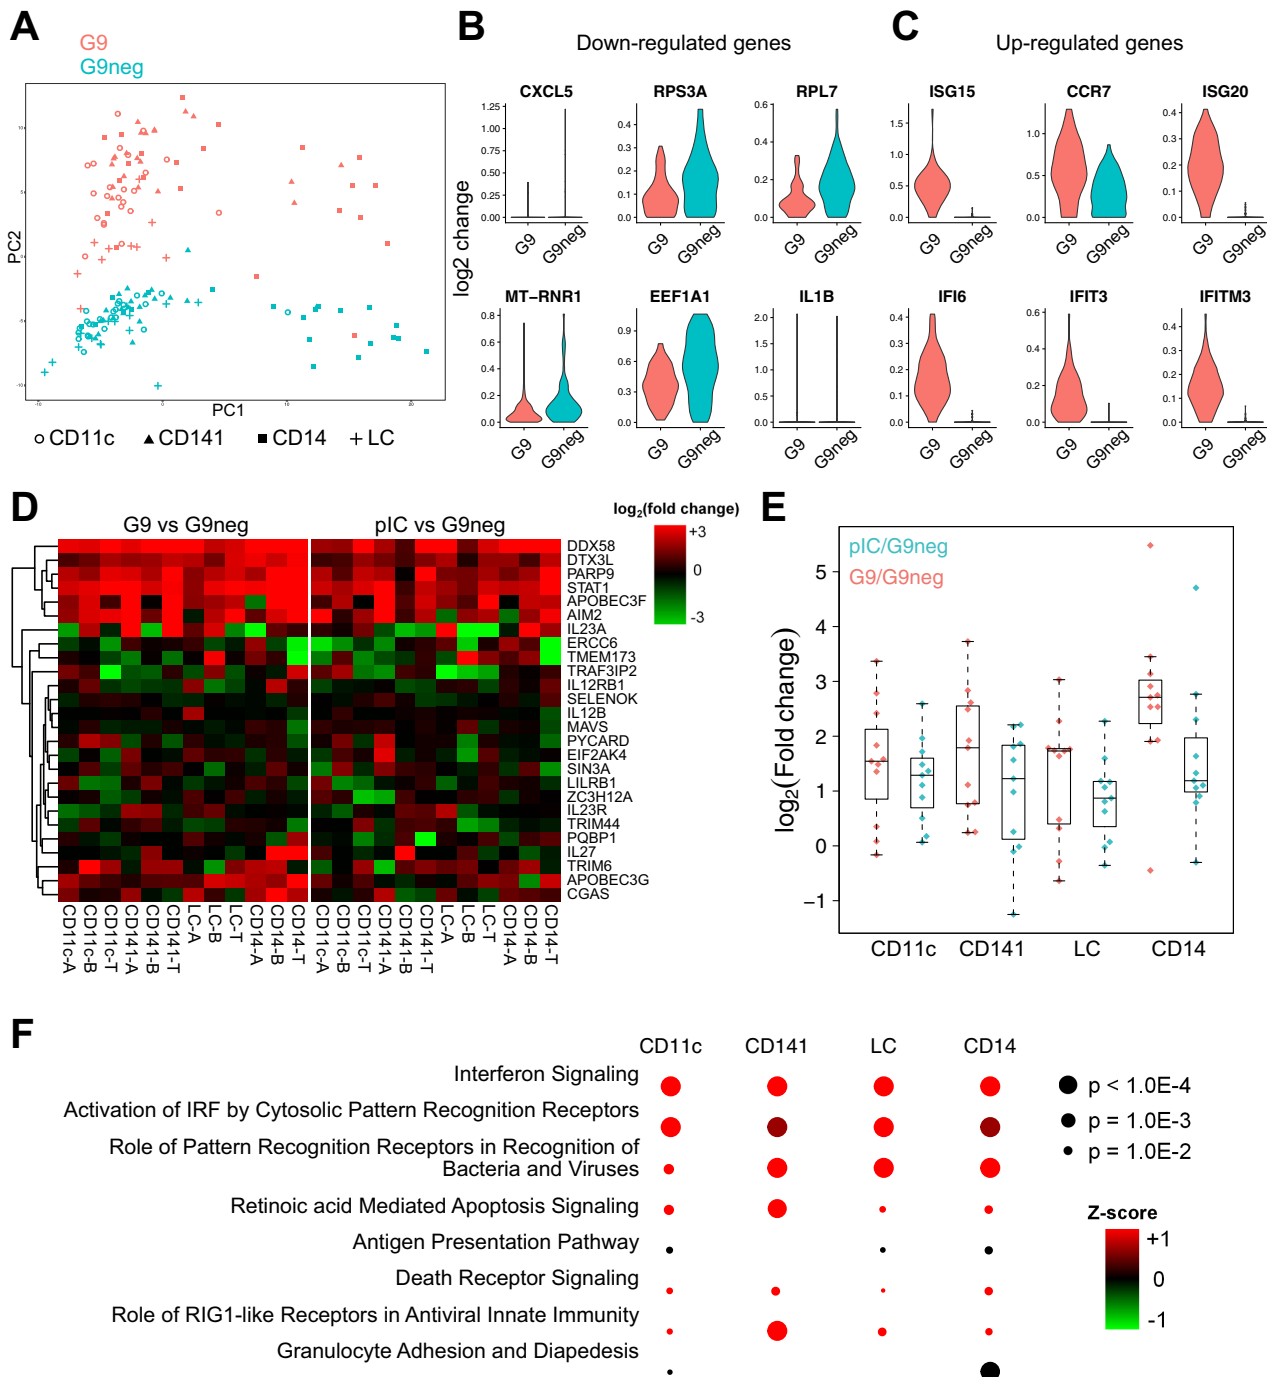 A
G9
G9neg
PC2
10
5
0
-5
-10
-10
0
10
20
PC1
CD11c CD141 CD14 LC
B
Down-regulated genes
log2 change
CXCL5 RPS3A RPL7
1.25
1.00
0.75
0.50
0.25
0.00
0.4
0.3
0.2
0.1
0.0
0.6
0.4
0.2
0.0
G9 G9neg G9 G9neg G9 G9neg
MT−RNR1 EEF1A1 IL1B
0.8
0.6
0.4
0.2
0.0
0.9
0.6
0.3
0.0
2.0
1.5
1.0
0.5
0.0
G9 G9neg G9 G9neg G9 G9neg
C
Up-regulated genes
ISG15 CCR7 ISG20
1.5
1.0
0.5
0.0
1.0
0.5
0.0
0.4
0.3
0.2
0.1
0.0
G9 G9neg G9 G9neg G9 G9neg
IFI6 IFIT3 IFITM3
0.4
0.3
0.2
0.1
0.0
0.6
0.4
0.2
0.0
0.5
0.4
0.3
0.2
0.1
0.0
G9 G9neg G9 G9neg G9 G9neg
D
G9 vs G9neg pIC vs G9neg
log2(fold change)
+3
0
-3
DDX58
DTX3L
PARP9
STAT1
APOBEC3F
AIM2
IL23A
ERCC6
TMEM173
TRAF3IP2
IL12RB1
SELENOK
IL12B
MAVS
PYCARD
EIF2AK4
SIN3A
LILRB1
ZC3H12A
IL23R
TRIM44
PQBP1
IL27
TRIM6
APOBEC3G
CGAS
CD11c-A CD11c-B CD11c-T CD141-A CD141-B CD141-T LC-A LC-B LC-T CD14-A CD14-B CD14-T
CD11c-A CD11c-B CD11c-T CD141-A CD141-B CD141-T LC-A LC-B LC-T CD14-A CD14-B CD14-T
E
pIC/G9neg
G9/G9neg
log2(Fold change)
5
4
3
2
1
0
−1
CD11c CD141 LC CD14
F
CD11c CD141 LC CD14
Interferon Signaling
Activation of IRF by Cytosolic Pattern Recognition Receptors
Role of Pattern Recognition Receptors in Recognition of
Bacteria and Viruses
Retinoic acid Mediated Apoptosis Signaling
Antigen Presentation Pathway
Death Receptor Signaling
Role of RIG1-like Receptors in Antiviral Innate Immunity
Granulocyte Adhesion and Diapedesis
p < 1.0E-4
p = 1.0E-3
p = 1.0E-2
Z-score
+1
0
-1